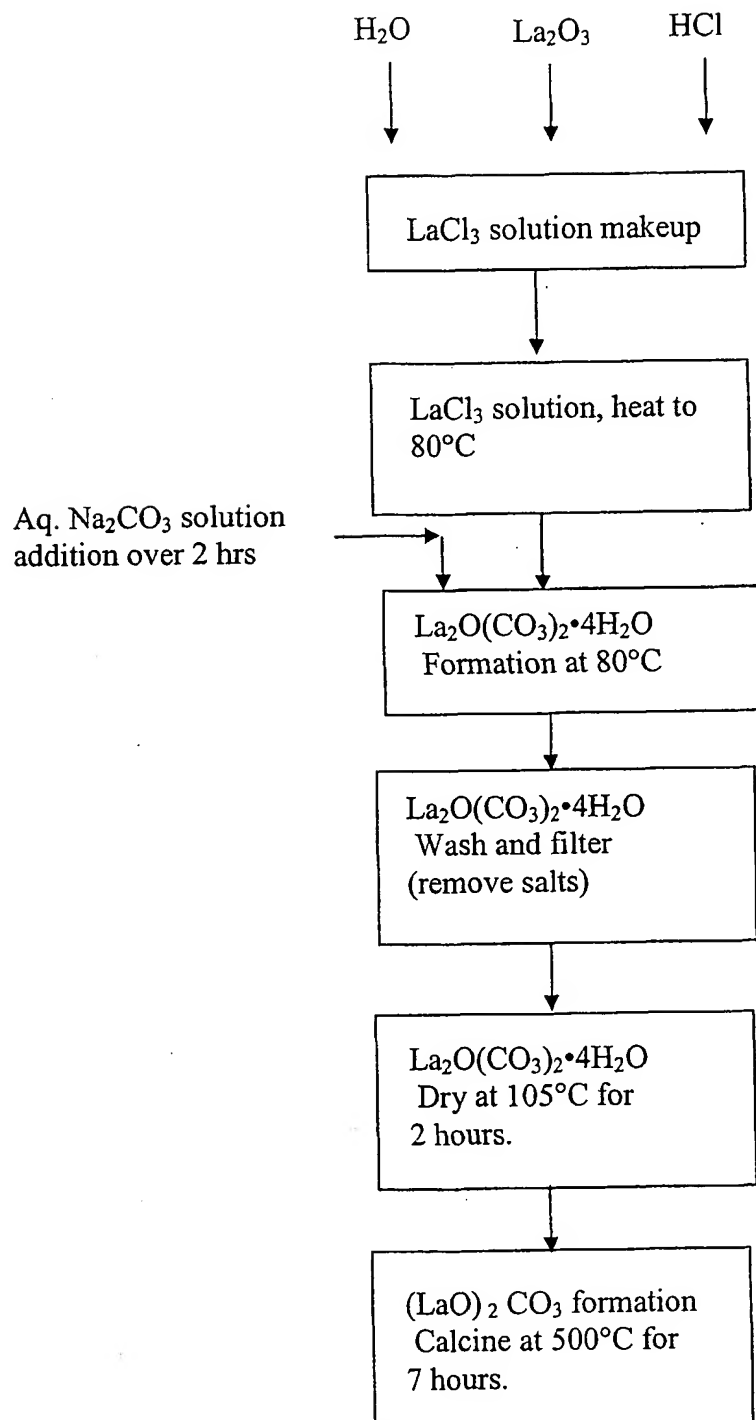 H₂O La₂O₃ HCl
LaCl₃ solution makeup
LaCl₃ solution, heat to
80°C
Aq. Na₂CO₃ solution
addition over 2 hrs
La₂O(CO₃)₂•4H₂O
Formation at 80°C
La₂O(CO₃)₂•4H₂O
Wash and filter
(remove salts)
La₂O(CO₃)₂•4H₂O
Dry at 105°C for
2 hours.
(LaO)₂ CO₃ formation
Calcine at 500°C for
7 hours.